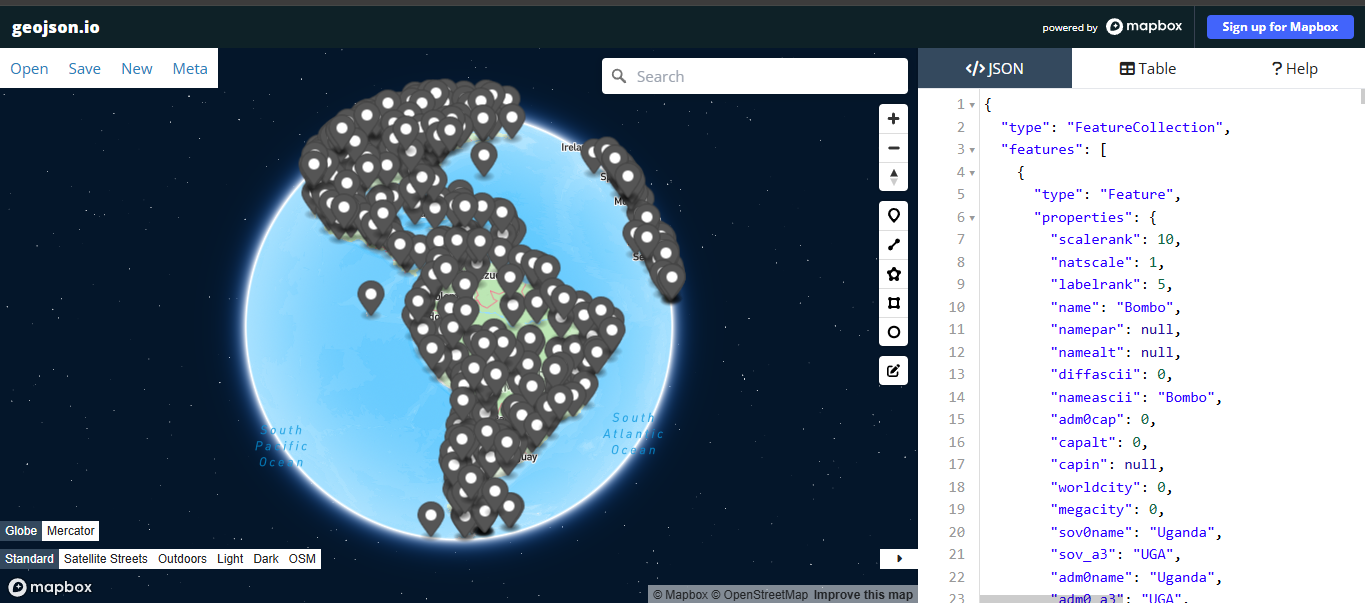 geojson.io
powered by mapbox
Sign up for Mapbox
Open Save New Meta
Search
JSON
Table
Help
1 {
2 "type": "FeatureCollection",
3 "features": [
4 {
5 "type": "Feature",
6 "properties": {
7 "scalerank": 10,
8 "natscale": 1,
9 "labelrank": 5,
10 "name": "Bombo",
11 "namepar": null,
12 "namealt": null,
13 "diffascii": 0,
14 "nameascii": "Bombo",
15 "adm0cap": 0,
16 "capalt": 0,
17 "capin": null,
18 "worldcity": 0,
19 "megacity": 0,
20 "sov0name": "Uganda",
21 "sov_a3": "UGA",
22 "adm0name": "Uganda",
23 "adm0_a3": "UGA",
South
Pacific
Ocean
South
Atlantic
Ocean
Globe Mercator
Standard Satellite Streets Outdoors Light Dark OSM
mapbox
© Mapbox © OpenStreetMap Improve this map